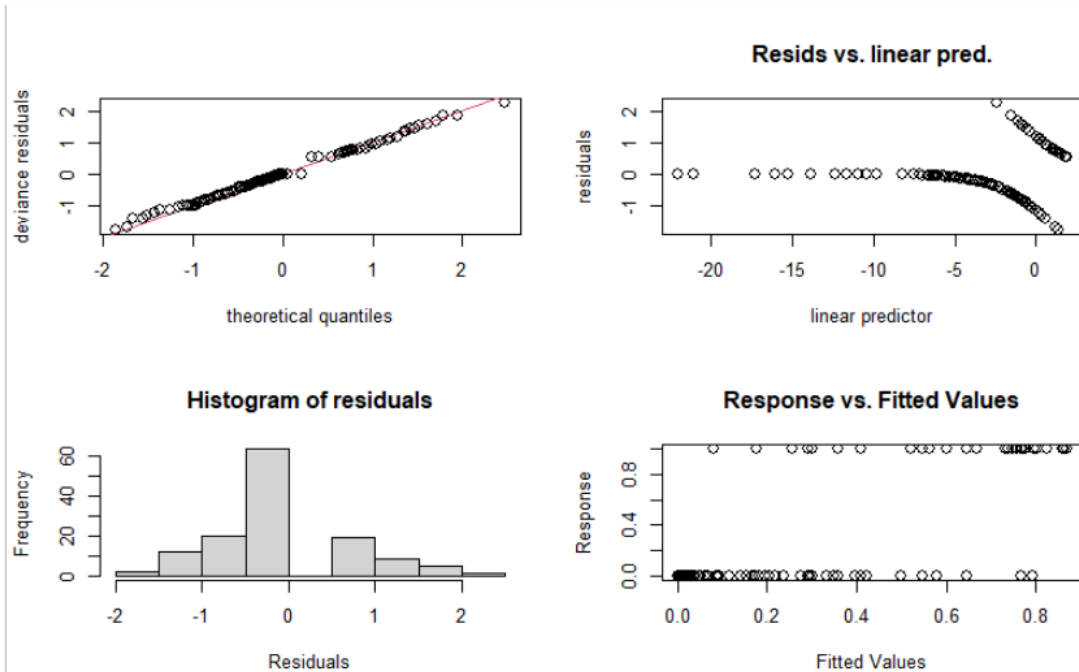 deviance residuals
-1 0 1 2
-2 -1 0 1 2
theoretical quantiles
Resids vs. linear pred.
residuals
-1 0 1 2
-20 -15 -10 -5 0
linear predictor
Histogram of residuals
Frequency
0 20 40 60
-2 -1 0 1 2
Residuals
Response vs. Fitted Values
Response
0.0 0.4 0.8
0.0 0.2 0.4 0.6 0.8
Fitted Values